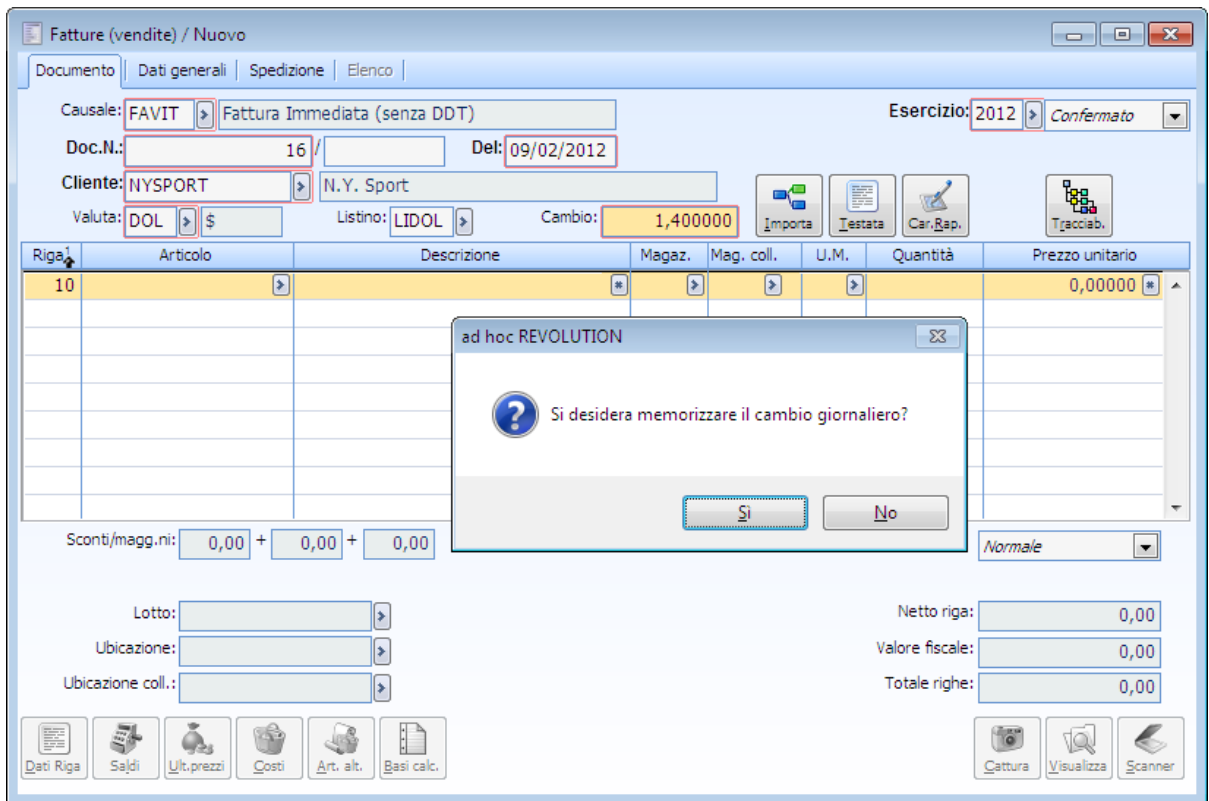 Fatture (vendite) / Nuovo
Documento Dati generali Spedizione Elenco
Causale: FAVIT Fattura Immediata (senza DDT) Esercizio: 2012 Confermato
Doc.N.: 16 / Del: 09/02/2012
Cliente: NYSPORT N.Y. Sport
Valuta: DOL $ Listino: LIDOL Cambio: 1,400000
Importa Testata Car.Rap. Tracciab.
Riga Articolo Descrizione Magaz. Mag. coll. U.M. Quantità Prezzo unitario
10 0,00000
ad hoc REVOLUTION
Si desidera memorizzare il cambio giornaliero?
Sì No
Sconti/magg.ni: 0,00 + 0,00 + 0,00 Normale
Lotto: Netto riga: 0,00
Ubicazione: Valore fiscale: 0,00
Ubicazione coll.: Totale righe: 0,00
Dati Riga Saldi Ult.prezzi Costi Art. alt. Basi calc. Cattura Visualizza Scanner